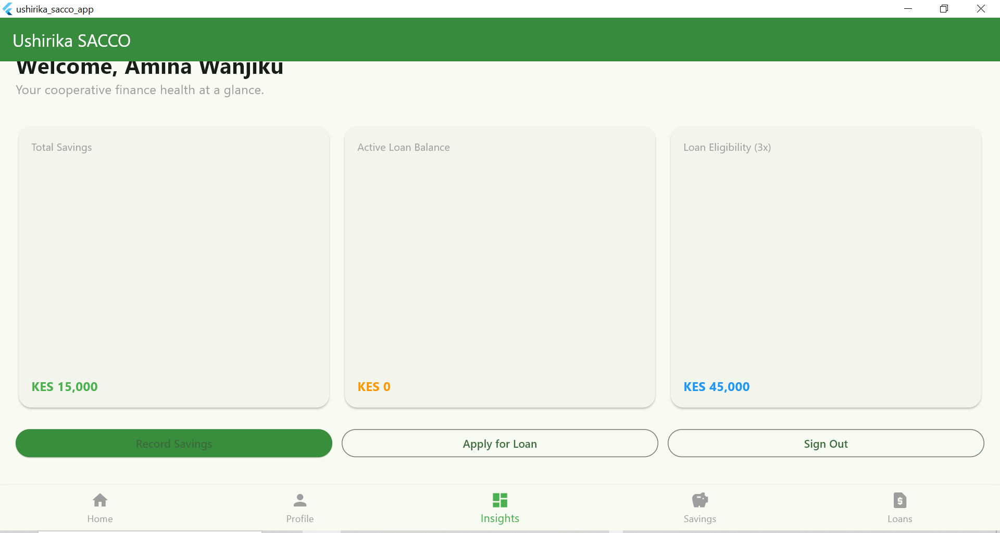 ushirika_sacco_app
Ushirika SACCO
Welcome, Amina Wanjiku
Your cooperative finance health at a glance.
Total Savings
KES 15,000
Active Loan Balance
KES 0
Loan Eligibility (3x)
KES 45,000
Record Savings
Apply for Loan
Sign Out
Home
Profile
Insights
Savings
Loans